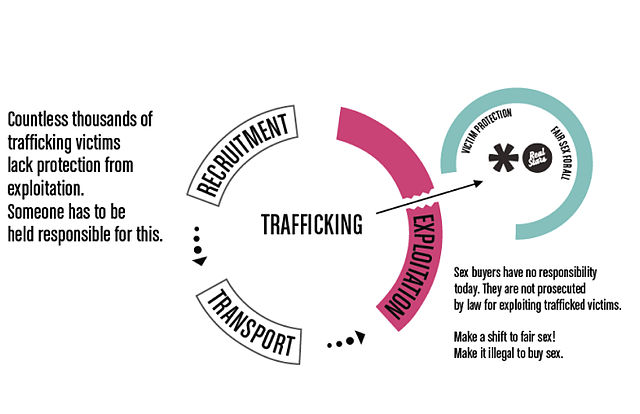 Countless thousands of
trafficking victims
lack protection from
exploitation.
Someone has to be
held responsible for this.
RECRUITMENT
TRAFFICKING
TRANSPORT
EXPLOITATION
VICTIM PROTECTION
Real
Stars
FAIR SEX FOR ALL
Sex buyers have no responsibility
today. They are not prosecuted
by law for exploiting trafficked victims.
Make a shift to fair sex!
Make it illegal to buy sex.